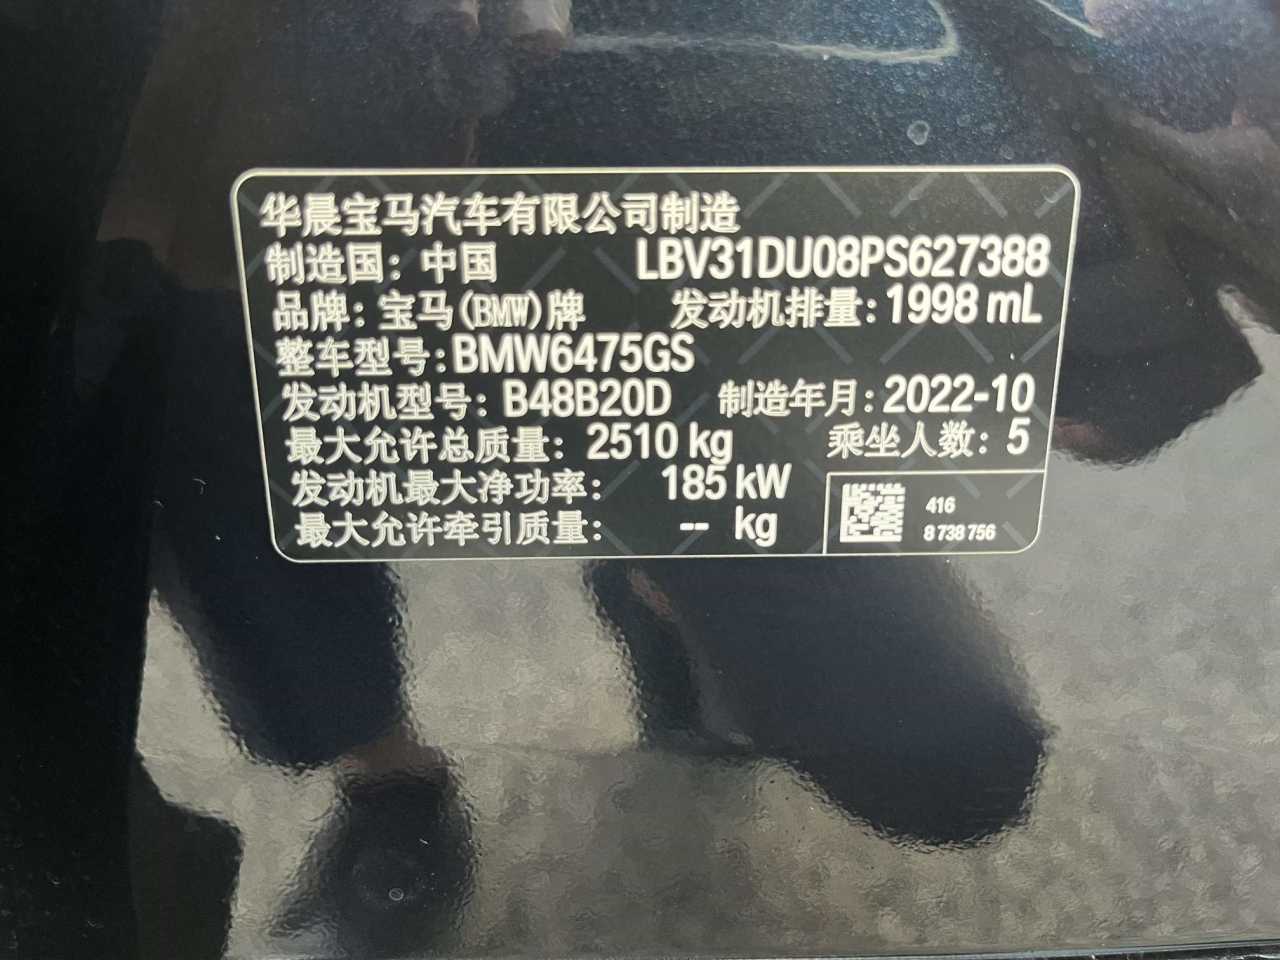 华晨宝马汽车有限公司制造
制造国：中国 LBV31DU08PS627388
品牌：宝马(BMW)牌 发动机排量：1998 mL
整车型号：BMW6475GS
发动机型号：B48B20D 制造年月：2022-10
最大允许总质量：2510 kg 乘坐人数：5
发动机最大净功率：185 kW
最大允许牵引质量：-- kg
416
8 738 756